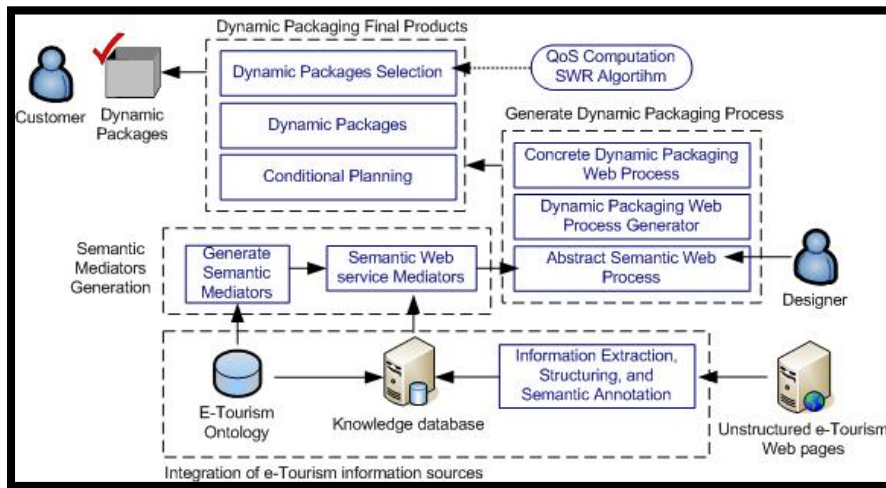 Dynamic Packaging Final Products
Customer
Dynamic
Packages
Dynamic Packages Selection
Dynamic Packages
Conditional Planning
QoS Computation
SWR Algortihm
Generate Dynamic Packaging Process
Concrete Dynamic Packaging
Web Process
Dynamic Packaging Web
Process Generator
Abstract Semantic Web
Process
Designer
Semantic
Mediators
Generation
Generate
Semantic
Mediators
Semantic Web
service Mediators
E-Tourism
Ontology
Knowledge database
Information Extraction,
Structuring, and
Semantic Annotation
Unstructured e-Tourism
Web pages
Integration of e-Tourism information sources